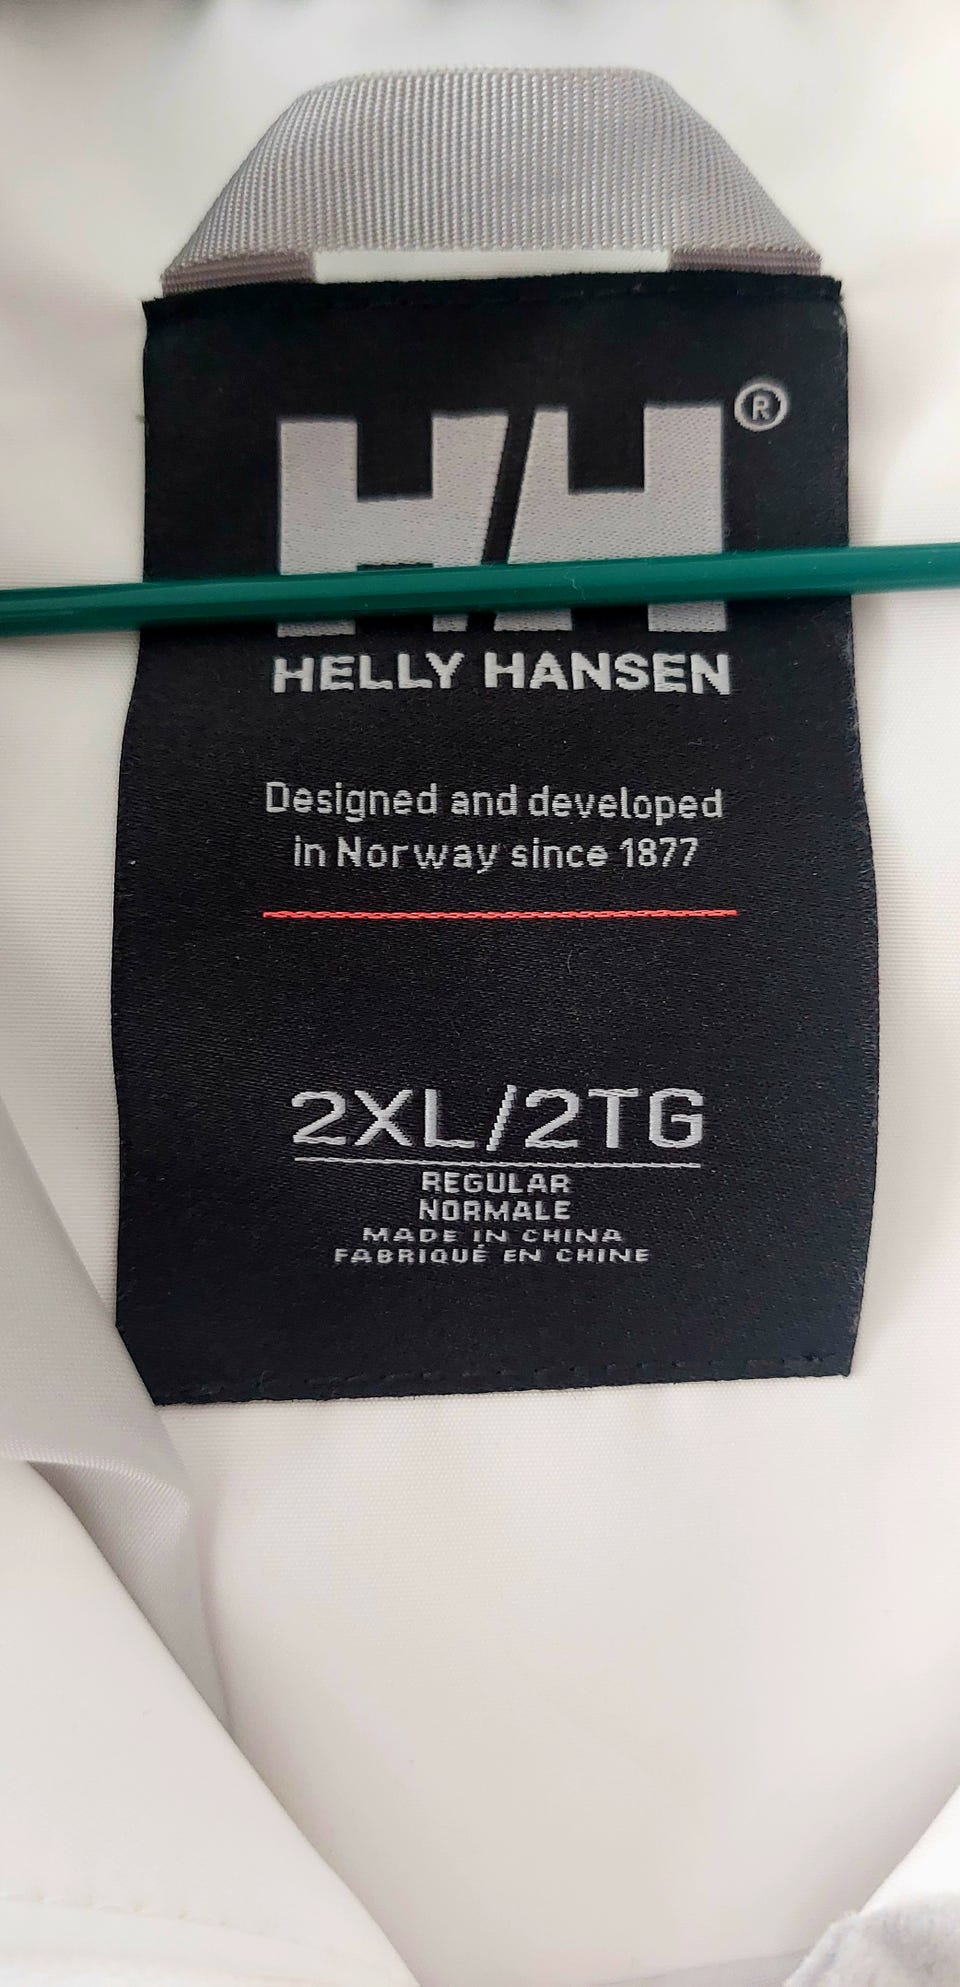 HH®
HELLY HANSEN
Designed and developed
in Norway since 1877
2XL/2TG
REGULAR
NORMALE
MADE IN CHINA
FABRIQUÉ EN CHINE